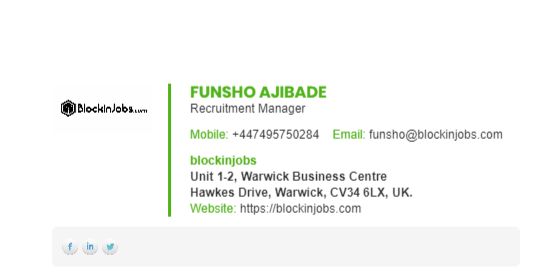 BlockinJobs.com
FUNSHO AJIBADE
Recruitment Manager
Mobile: +447495750284 Email: funsho@blockinjobs.com
blockinjobs
Unit 1-2, Warwick Business Centre
Hawkes Drive, Warwick, CV34 6LX, UK.
Website: https://blockinjobs.com